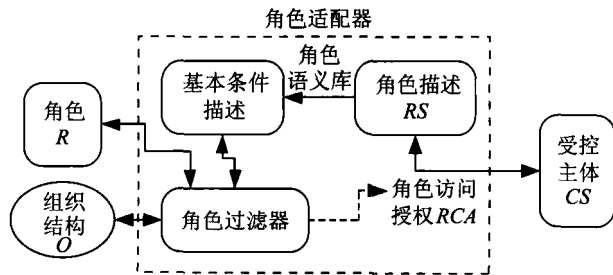 角色适配器
角色
R
组织
结构
O
基本条件
描述
角色
语义库
角色描述
RS
角色过滤器
角色访问
授权RCA
受控
主体
CS